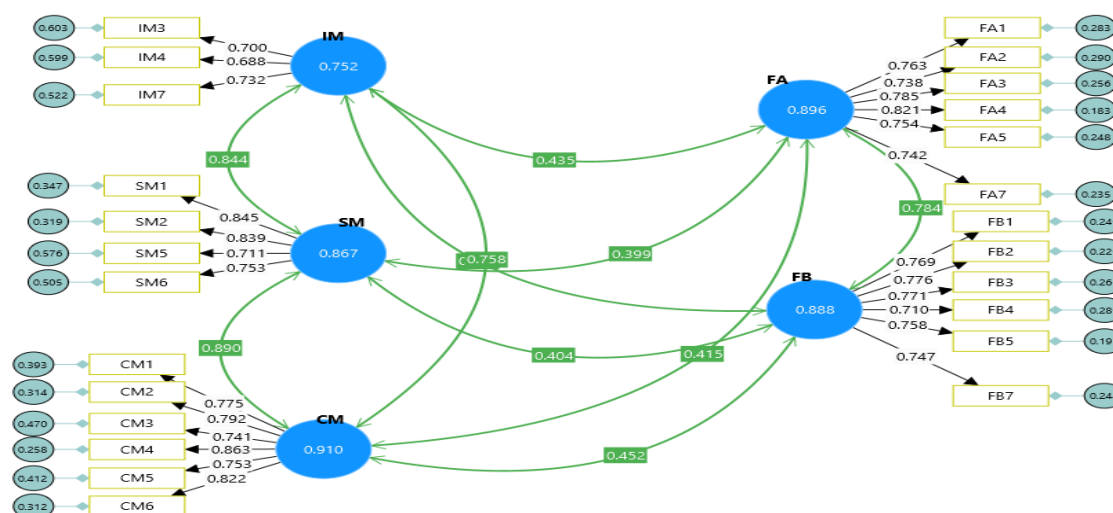 IM
0.752
0.603 IM3 0.700
0.599 IM4 0.688
0.522 IM7 0.732
SM
0.867
0.347 SM1 0.845
0.319 SM2 0.839
0.576 SM5 0.711
0.505 SM6 0.753
CM
0.910
0.393 CM1 0.775
0.314 CM2 0.792
0.470 CM3 0.741
0.258 CM4 0.863
0.412 CM5 0.753
0.312 CM6 0.822
0.844
0.890
0.435
0.758
0.399
0.404
0.415
0.452
0.784
FA
0.896
0.763 FA1 0.283
0.738 FA2 0.290
0.785 FA3 0.256
0.821 FA4 0.183
0.754 FA5 0.248
0.742 FA7 0.235
FB
0.888
0.769 FB1
0.776 FB2
0.771 FB3
0.710 FB4
0.758 FB5
0.747 FB7